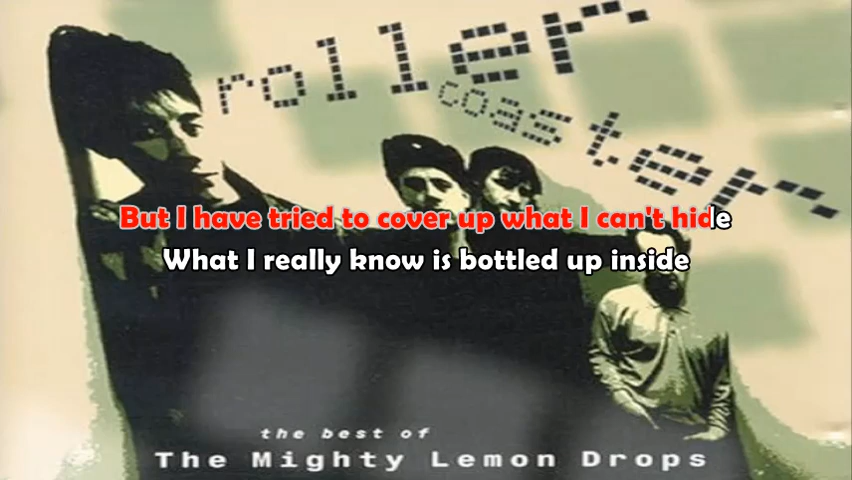 roller
coaster
But I have tried to cover up what I can't hide
What I really know is bottled up inside
the best of
The Mighty Lemon Drops